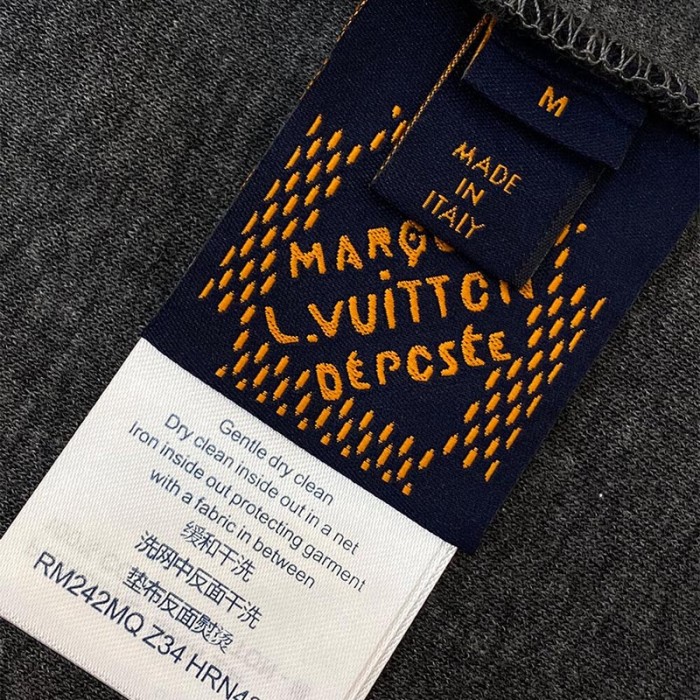 M
MADE
IN
ITALY
L.VUITTON
DÉPOSÉE
Gentle dry clean
Dry clean inside out in a net
Iron inside out protecting garment
with a fabric in between
缓和干洗
洗网中反面干洗
垫布反面熨烫
RM242MQ Z34